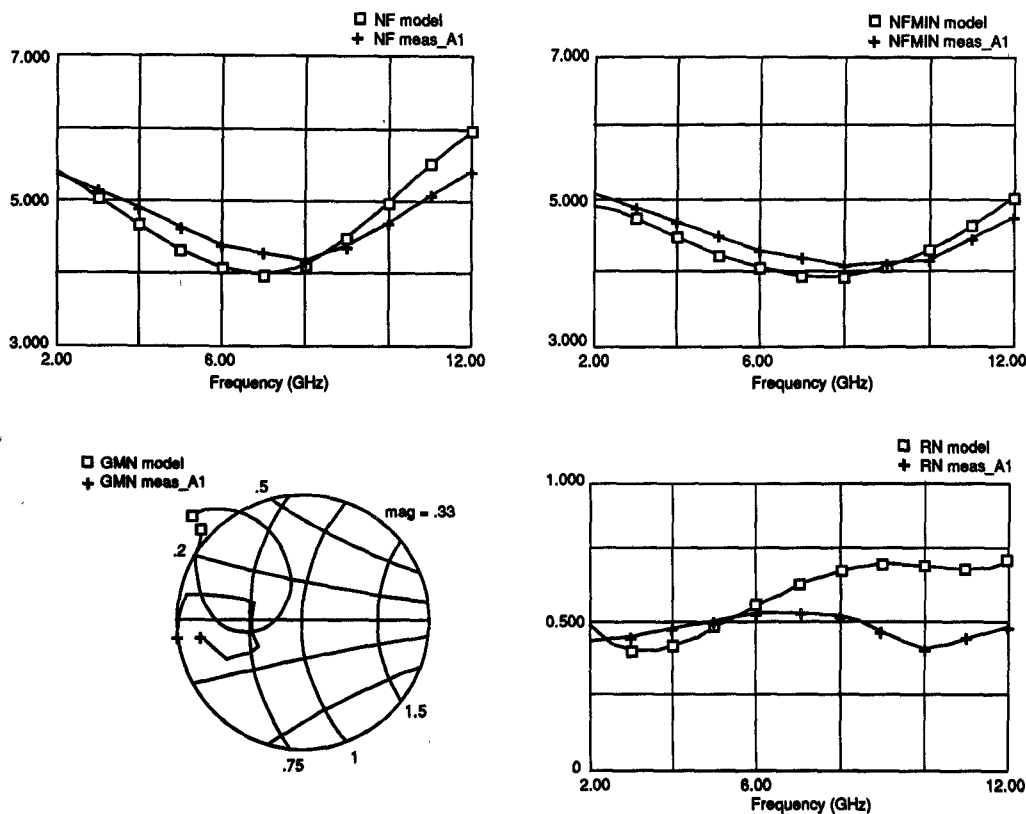 NF model
NF meas_A1
7.000
5.000
3.000
2.00
6.00
12.00
Frequency (GHz)
NFMIN model
NFMIN meas_A1
7.000
5.000
3.000
2.00
6.00
12.00
Frequency (GHz)
GMN model
GMN meas_A1
.5
mag = .33
.2
1.5
1
.75
RN model
RN meas_A1
1.000
0.500
0
2.00
6.00
12.00
Frequency (GHz)